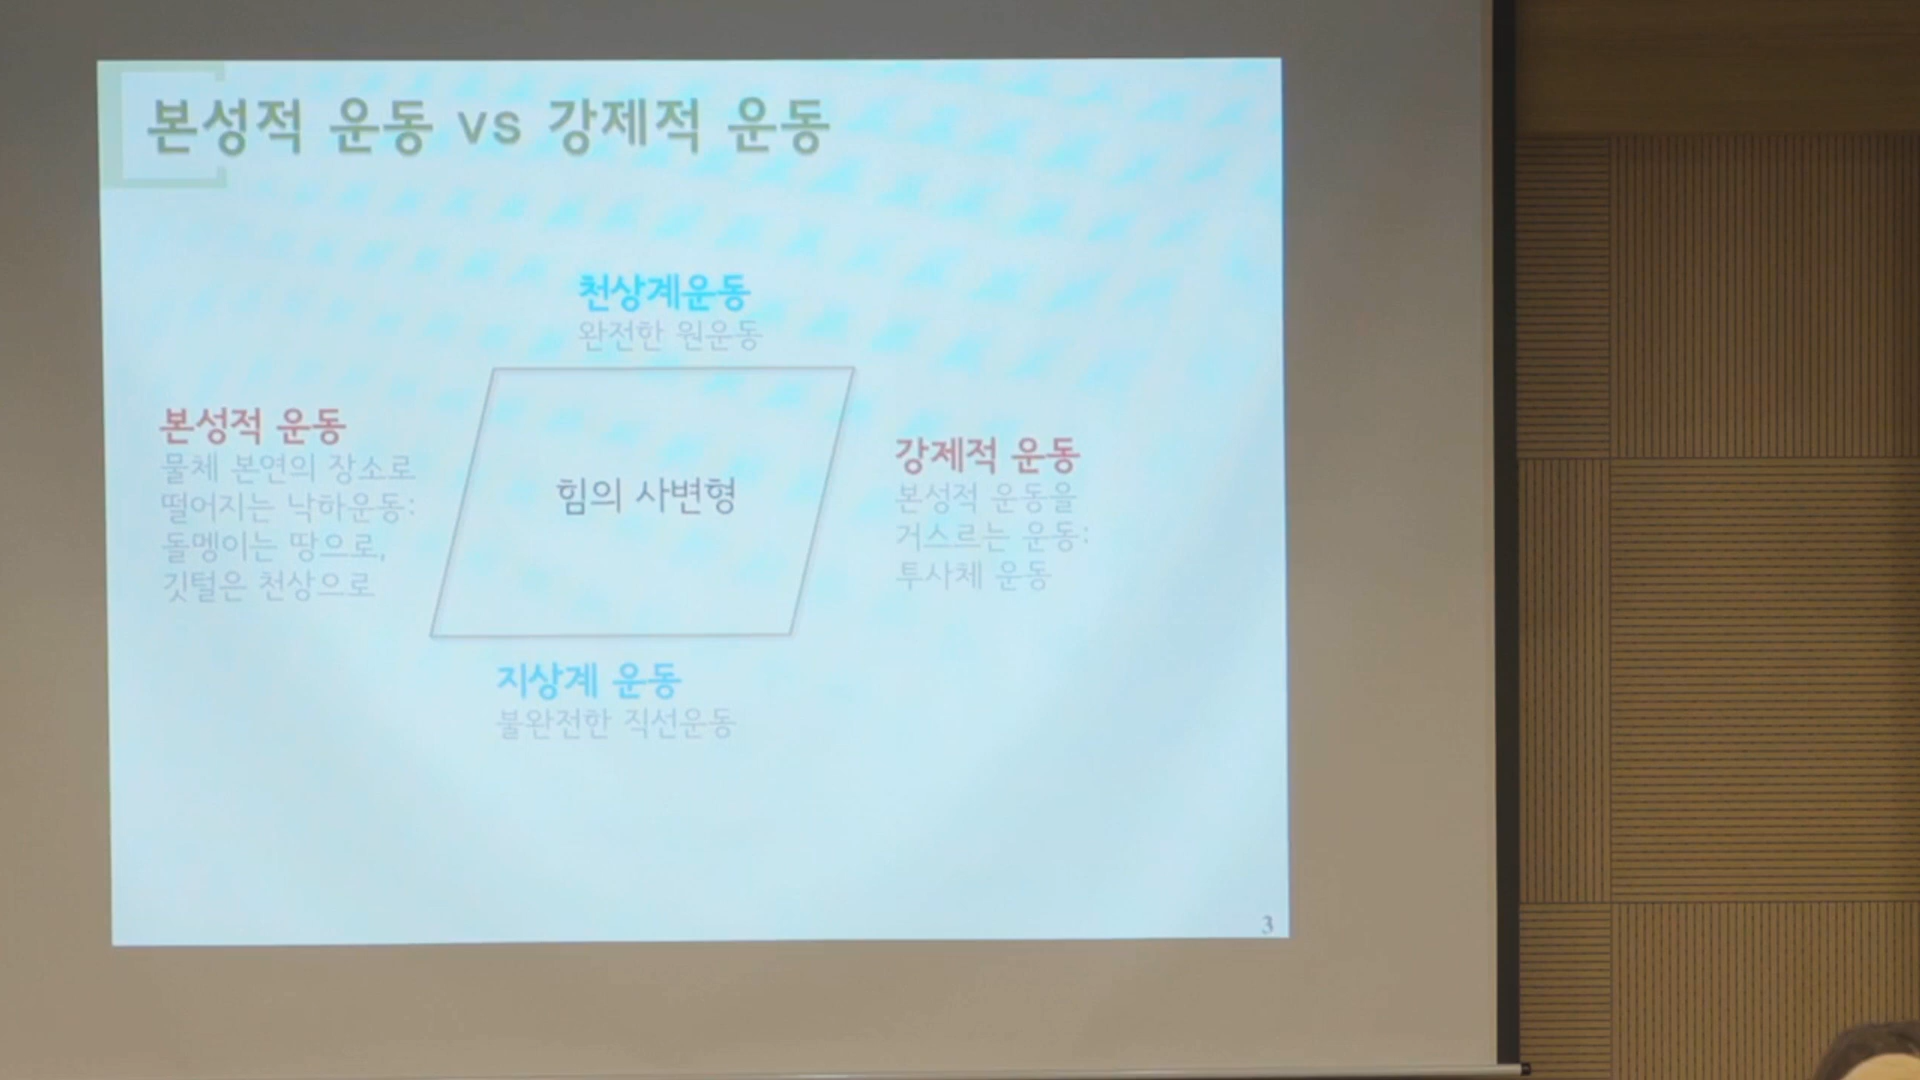 본성적 운동 vs 강제적 운동
천상계운동
완전한 원운동
본성적 운동
물체 본연의 장소로
떨어지는 낙하운동:
돌멩이는 땅으로,
깃털은 천상으로
힘의 사변형
강제적 운동
본성적 운동을
거스르는 운동:
투사체 운동
지상계 운동
불완전한 직선운동
3